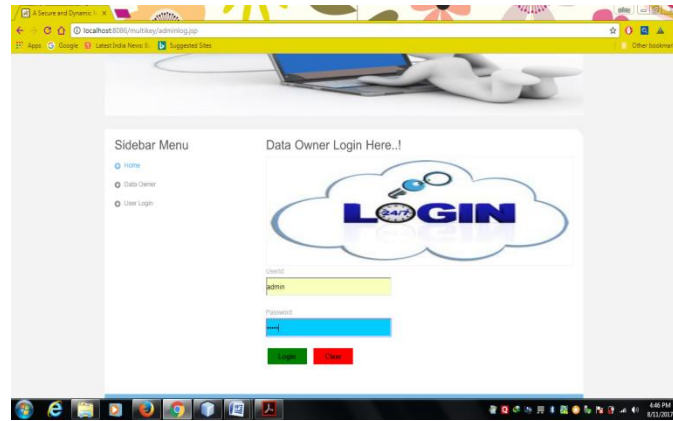 A Secure and Dynamic
localhost:8086/multikey/adminlog.jsp
Apps Google Latest India News Suggested Sites Other bookmar
Sidebar Menu
Home
Data Owner
User Login
Data Owner Login Here..!
LOGIN
24/7
UserId
admin
Password
Login Clear
4:46 PM
8/11/2017